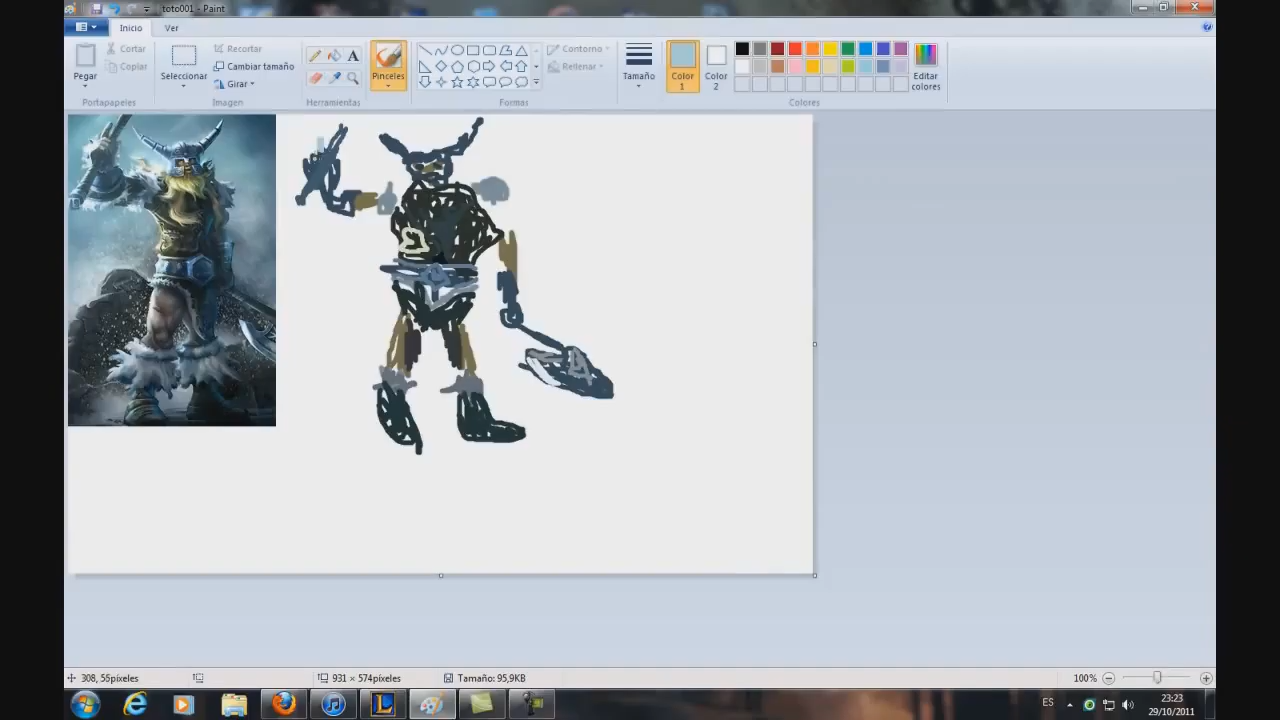 toto001 - Paint
Inicio
Ver
Pegar
Cortar
Copiar
Portapapeles
Seleccionar
Recortar
Cambiar tamaño
Girar
Imagen
A
Herramientas
Pinceles
Contorno
Rellenar
Formas
Tamaño
Color 1
Color 2
Editar colores
Colores
308, 55píxeles
931 × 574píxeles
Tamaño: 95,9KB
100%
L
ES
23:23
29/10/2011